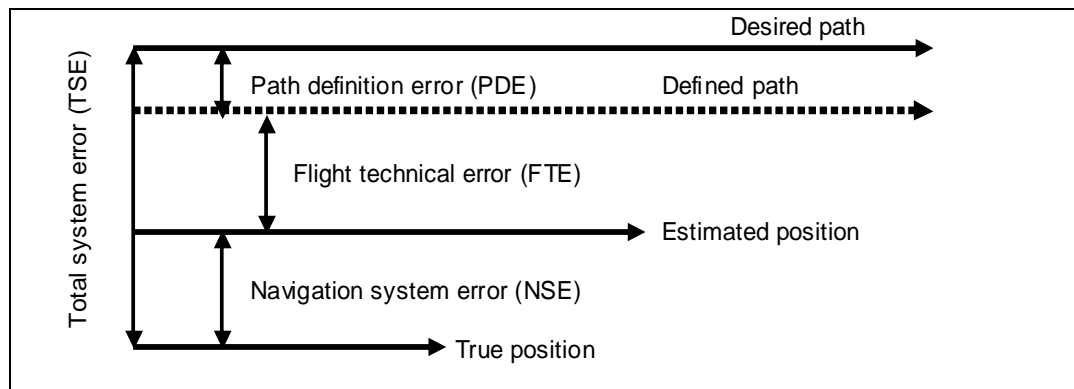 Desired path
Total system error (TSE)
Path definition error (PDE)
Defined path
Flight technical error (FTE)
Estimated position
Navigation system error (NSE)
True position